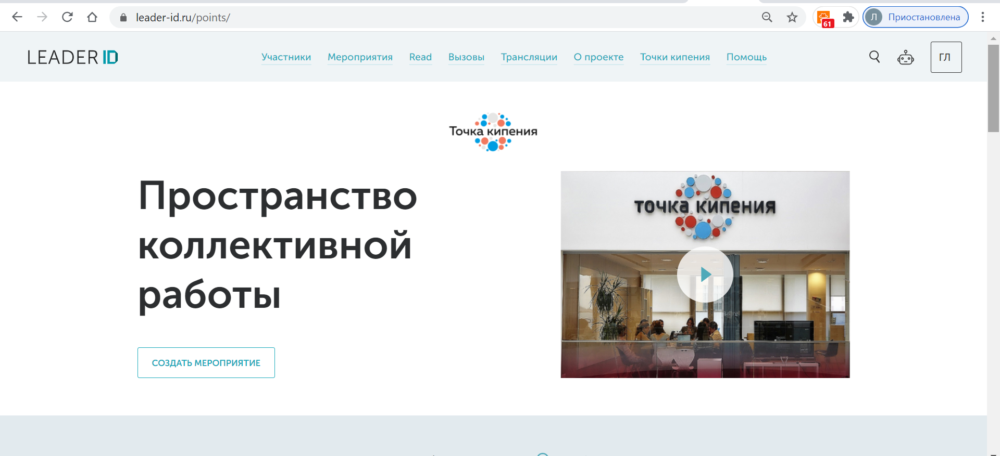 leader-id.ru/points/
61
Л
Приостановлена
LEADER ID
Участники
Мероприятия
Read
Вызовы
Трансляции
О проекте
Точки кипения
Помощь
ГЛ
Точка кипения
Пространство
коллективной
работы
точка кипения
СОЗДАТЬ МЕРОПРИЯТИЕ